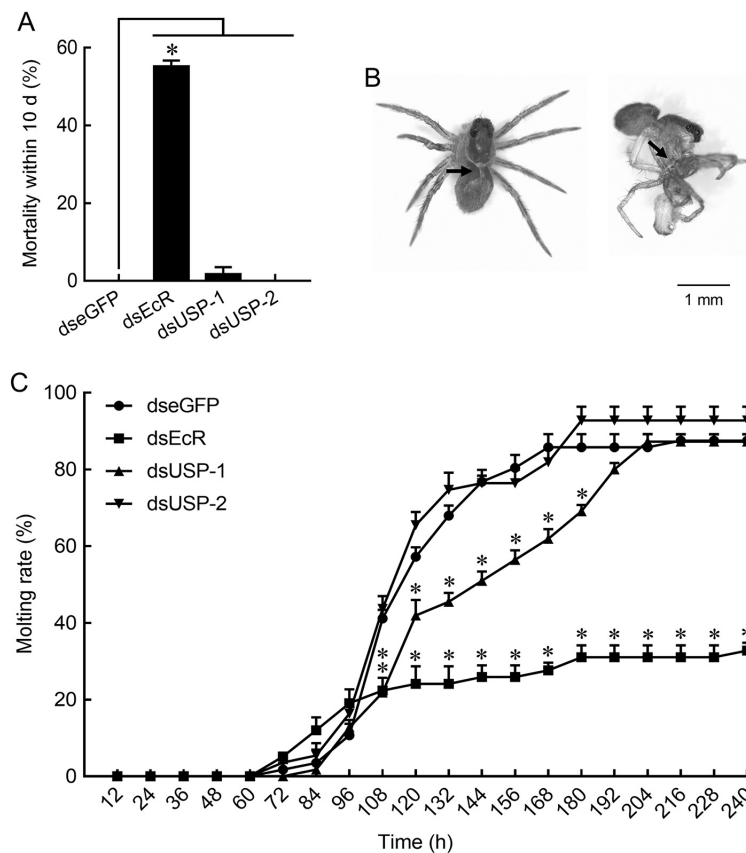 A
Mortality within 10 d (%)
60
40
20
0
*
dseGFP
dsEcR
dsUSP-1
dsUSP-2
B
1 mm
C
Molting rate (%)
100
80
60
40
20
0
dseGFP
dsEcR
dsUSP-1
dsUSP-2
* * * * * *
* * * * * * * * * * * *
12 24 36 48 60 72 84 96 108 120 132 144 156 168 180 192 204 216 228 240
Time (h)